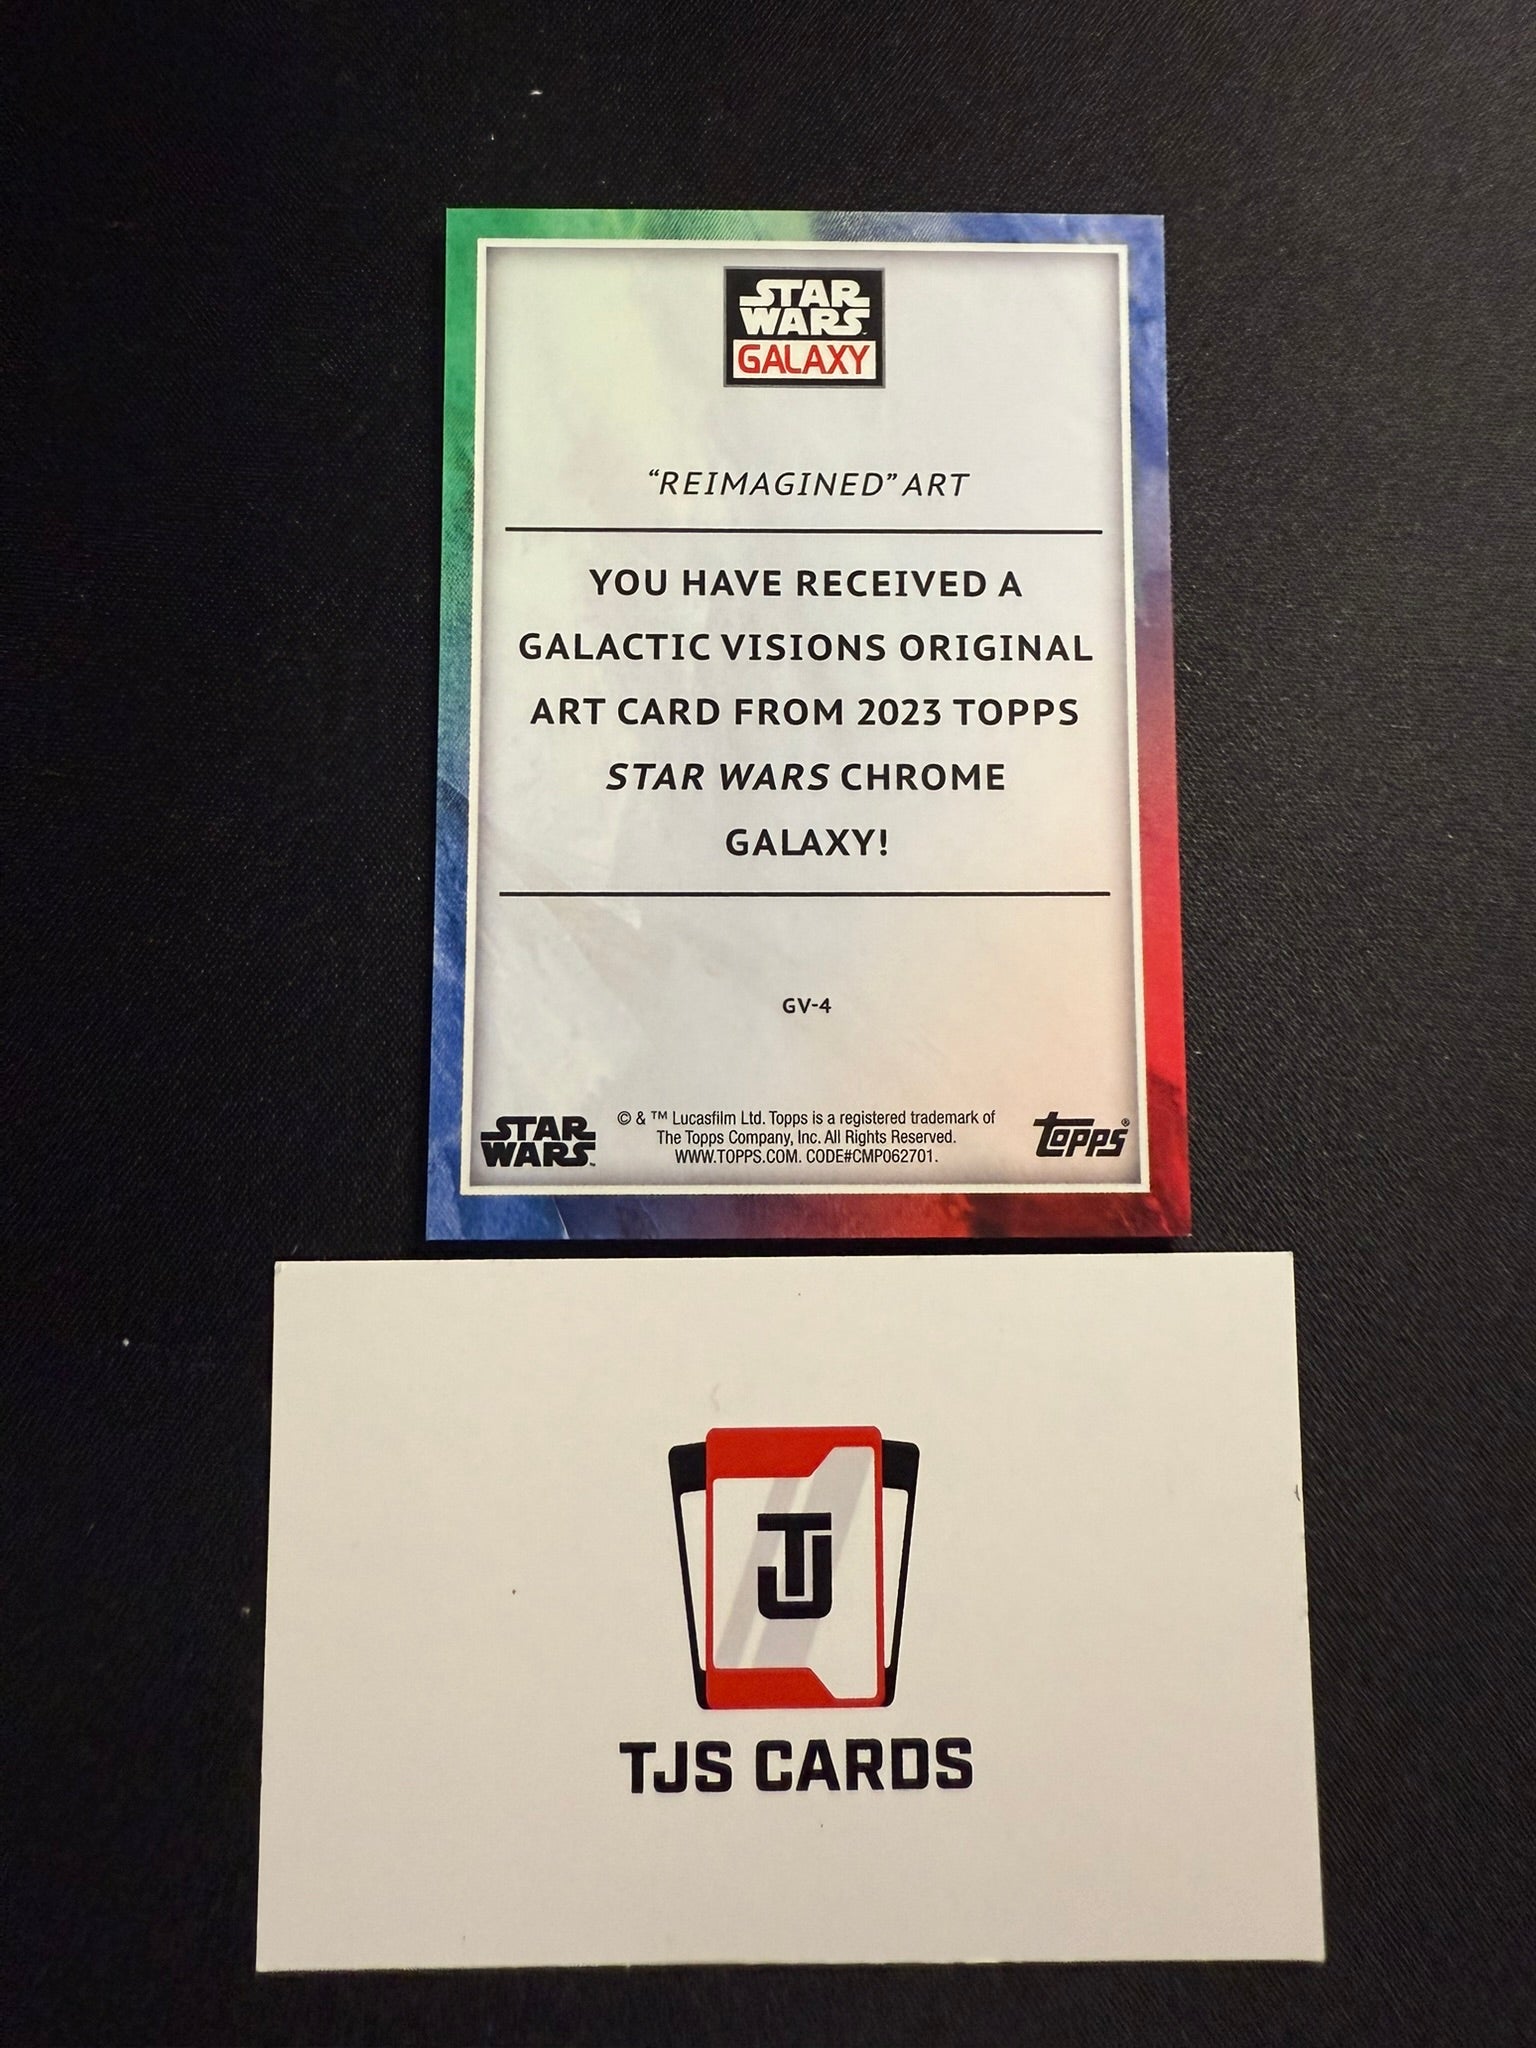 STAR
WARS
GALAXY
"REIMAGINED" ART
YOU HAVE RECEIVED A
GALACTIC VISIONS ORIGINAL
ART CARD FROM 2023 TOPPS
STAR WARS CHROME
GALAXY!
GV-4
STAR
WARS™
© & ™ Lucasfilm Ltd. Topps is a registered trademark of
The Topps Company, Inc. All Rights Reserved.
WWW.TOPPS.COM. CODE#CMP062701.
topps®
TJ
TJS CARDS